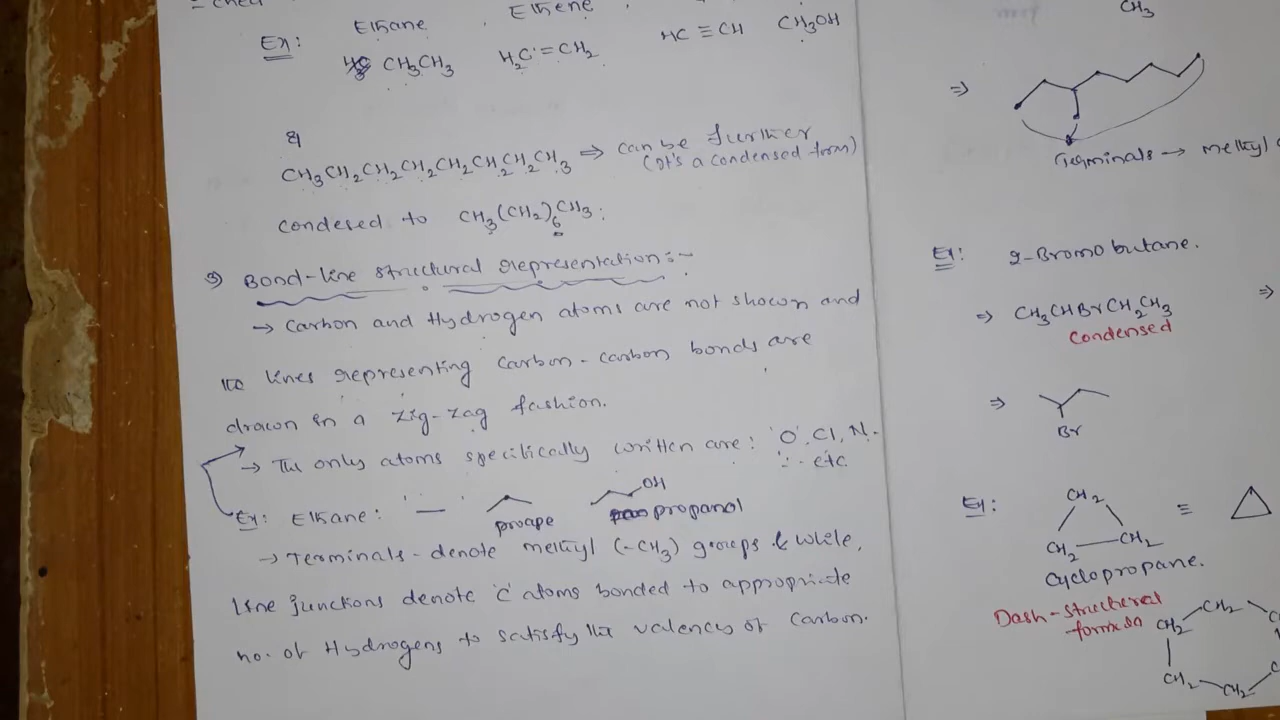 Ethane Ethene
Ex: CH3CH3 H2C=CH2 HC≡CH CH3OH
CH3CH2CH2CH2CH2CH2CH2CH3 ⇒ can be further
(It's a condensed form)
condesed to CH3(CH2)6CH3:
3) Bond-line structural representation:-
→ Carbon and Hydrogen atoms are not shown and
the lines representing carbon-carbon bonds are
drawn in a zig-zag fashion.
→ The only atoms specifically written are: 'O', Cl, N.
etc
Ex: Ethane: OH
proape propanol
→ Terminals - denote methyl (-CH3) groups & while,
line junctions denote 'C' atoms bonded to appropriate
no. of Hydrogens to satisfy the valency of Carbon.
CH3
⇒
Terminals → methyl
Ex: 2-Bromobutane.
⇒ CH3CHBrCH2CH3 ⇒
Condensed
⇒
Br
Ex: CH2 ≡
CH2 CH2
Cyclopropane.
Dash-structural
form
CH2
CH2
CH2 CH2